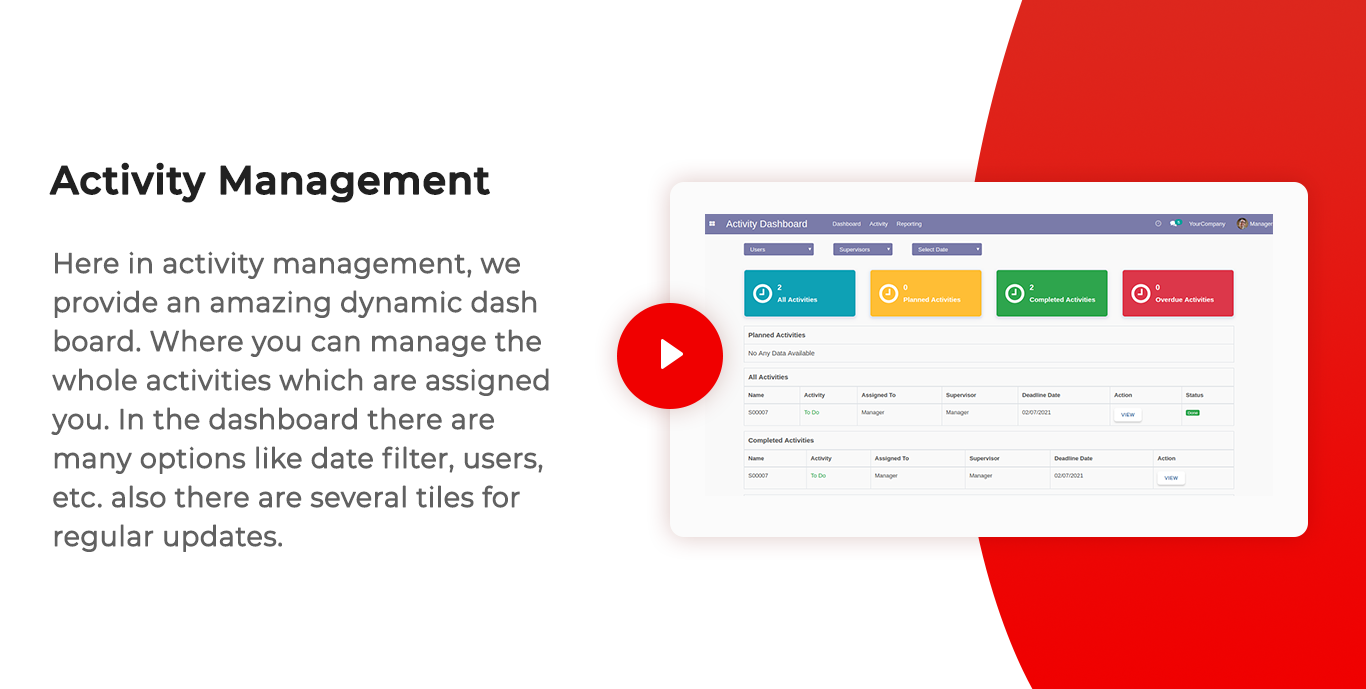 Activity Management
Here in activity management, we
provide an amazing dynamic dash
board. Where you can manage the
whole activities which are assigned
you. In the dashboard there are
many options like date filter, users,
etc. also there are several tiles for
regular updates.
Activity Dashboard Dashboard Activity Reporting YourCompany Manager
Users Supervisors Select Date
2
All Activities
0
Planned Activities
2
Completed Activities
0
Overdue Activities
Planned Activities
No Any Data Available
All Activities
Name Activity Assigned To Supervisor Deadline Date Action Status
S00007 To Do Manager Manager 02/07/2021 VIEW Done
Completed Activities
Name Activity Assigned To Supervisor Deadline Date Action
S00007 To Do Manager Manager 02/07/2021 VIEW